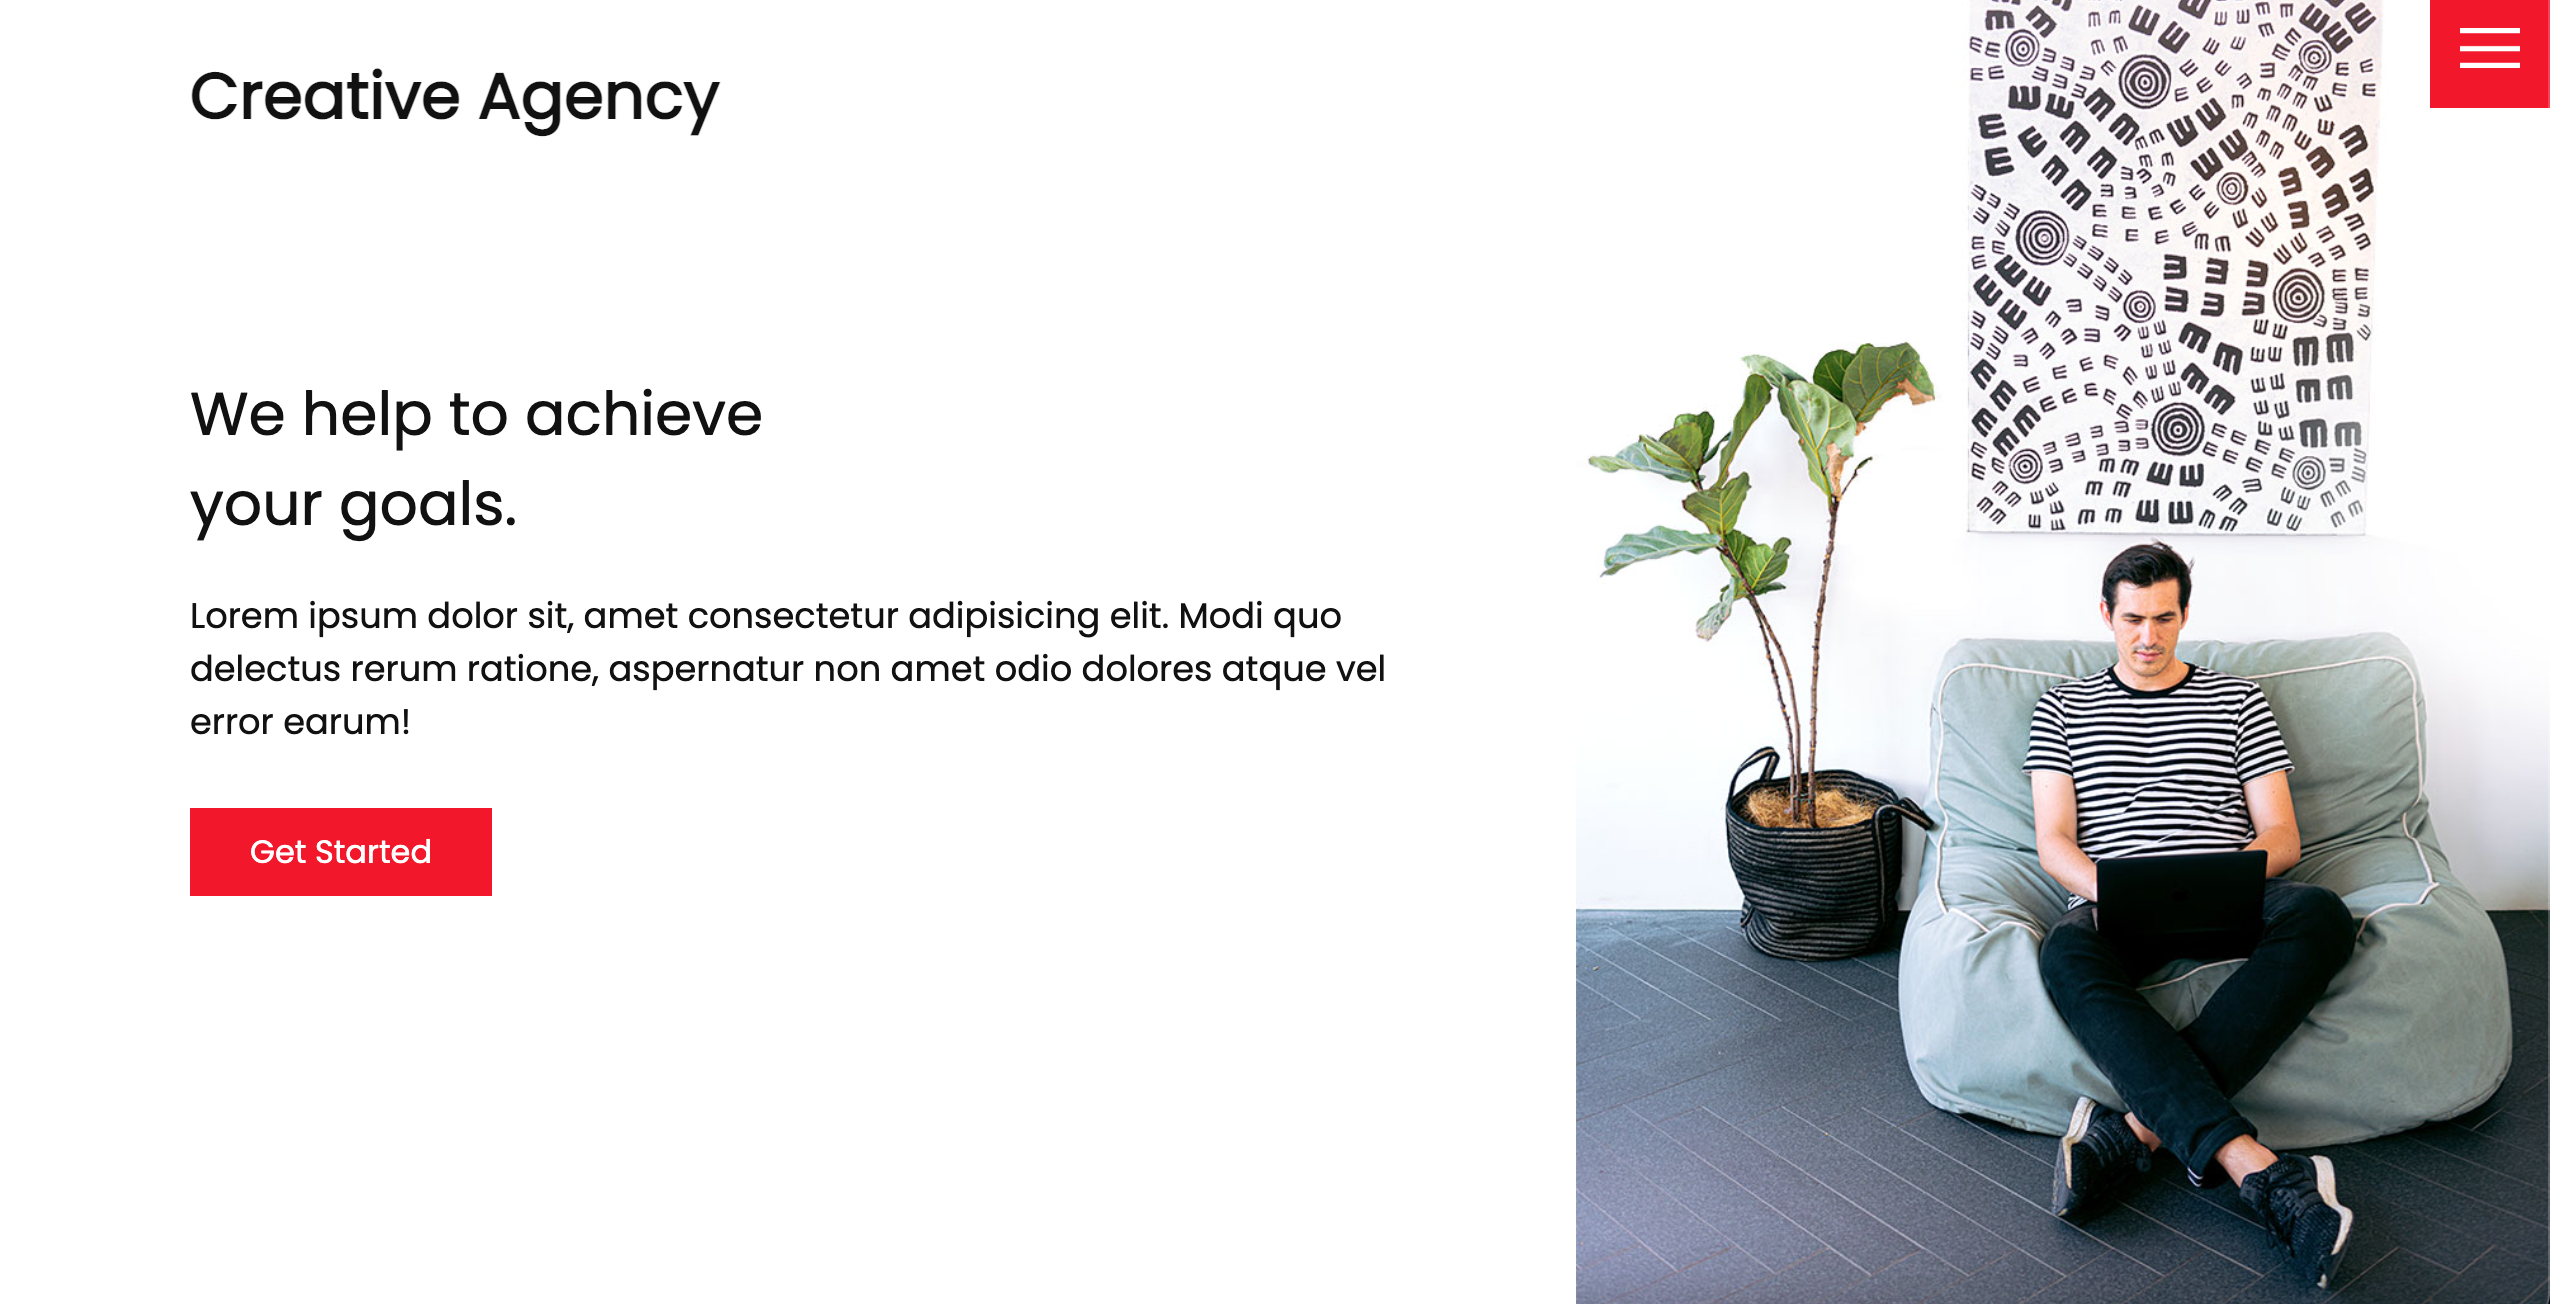 Creative Agency
We help to achieve
your goals.
Lorem ipsum dolor sit, amet consectetur adipisicing elit. Modi quo
delectus rerum ratione, aspernatur non amet odio dolores atque vel
error earum!
Get Started